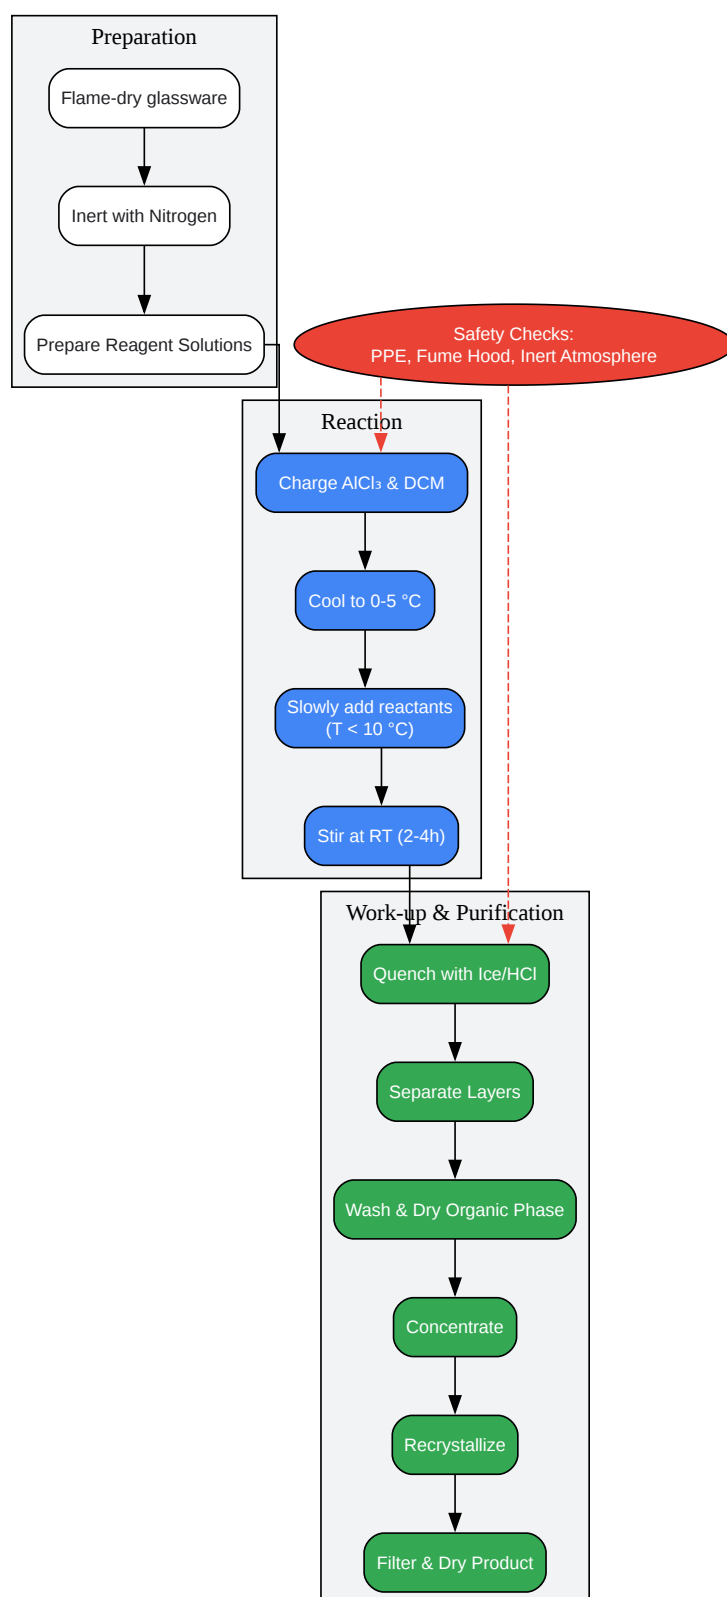 Preparation
Flame-dry glassware
Inert with Nitrogen
Prepare Reagent Solutions
Safety Checks:
PPE, Fume Hood, Inert Atmosphere
Reaction
Charge AlCl₃ & DCM
Cool to 0-5 °C
Slowly add reactants
(T < 10 °C)
Stir at RT (2-4h)
Work-up & Purification
Quench with Ice/HCl
Separate Layers
Wash & Dry Organic Phase
Concentrate
Recrystallize
Filter & Dry Product